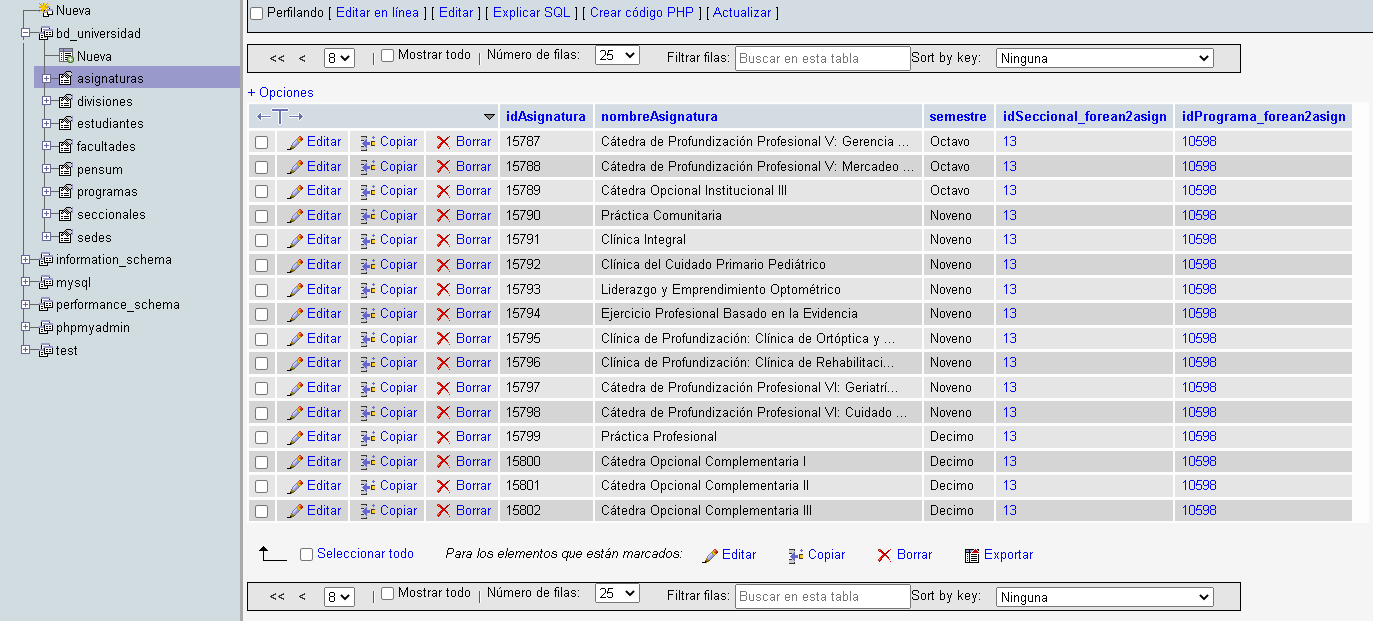 Nueva
bd_universidad
Nueva
asignaturas
divisiones
estudiantes
facultades
pensum
programas
seccionales
sedes
information_schema
mysql
performance_schema
phpmyadmin
test
Perfilando [ Editar en línea ] [ Editar ] [ Explicar SQL ] [ Crear código PHP ] [ Actualizar ]
<< < 8 | Mostrar todo | Número de filas: 25 Filtrar filas: Buscar en esta tabla Sort by key: Ninguna
+ Opciones
←T→ idAsignatura nombreAsignatura semestre idSeccional_forean2asign idPrograma_forean2asign
Editar Copiar Borrar 15787 Cátedra de Profundización Profesional V: Gerencia ... Octavo 13 10598
Editar Copiar Borrar 15788 Cátedra de Profundización Profesional V: Mercadeo ... Octavo 13 10598
Editar Copiar Borrar 15789 Cátedra Opcional Institucional III Octavo 13 10598
Editar Copiar Borrar 15790 Práctica Comunitaria Noveno 13 10598
Editar Copiar Borrar 15791 Clínica Integral Noveno 13 10598
Editar Copiar Borrar 15792 Clínica del Cuidado Primario Pediátrico Noveno 13 10598
Editar Copiar Borrar 15793 Liderazgo y Emprendimiento Optométrico Noveno 13 10598
Editar Copiar Borrar 15794 Ejercicio Profesional Basado en la Evidencia Noveno 13 10598
Editar Copiar Borrar 15795 Clínica de Profundización: Clínica de Ortóptica y ... Noveno 13 10598
Editar Copiar Borrar 15796 Clínica de Profundización: Clínica de Rehabilitaci... Noveno 13 10598
Editar Copiar Borrar 15797 Cátedra de Profundización Profesional VI: Geriatrí... Noveno 13 10598
Editar Copiar Borrar 15798 Cátedra de Profundización Profesional VI: Cuidado ... Noveno 13 10598
Editar Copiar Borrar 15799 Práctica Profesional Decimo 13 10598
Editar Copiar Borrar 15800 Cátedra Opcional Complementaria I Decimo 13 10598
Editar Copiar Borrar 15801 Cátedra Opcional Complementaria II Decimo 13 10598
Editar Copiar Borrar 15802 Cátedra Opcional Complementaria III Decimo 13 10598
Seleccionar todo Para los elementos que están marcados: Editar Copiar Borrar Exportar
<< < 8 | Mostrar todo | Número de filas: 25 Filtrar filas: Buscar en esta tabla Sort by key: Ninguna